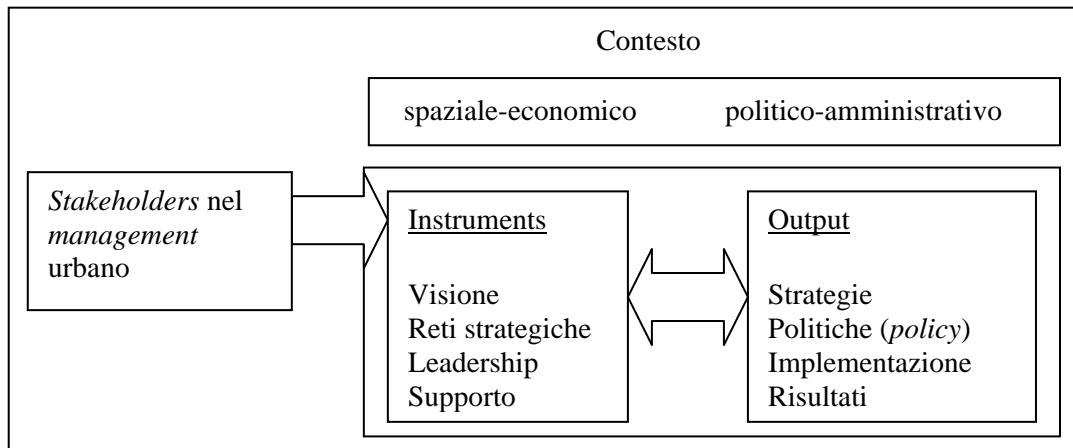 Contesto
spaziale-economico politico-amministrativo
Stakeholders nel
management
urbano
Instruments
Visione
Reti strategiche
Leadership
Supporto
Output
Strategie
Politiche (policy)
Implementazione
Risultati